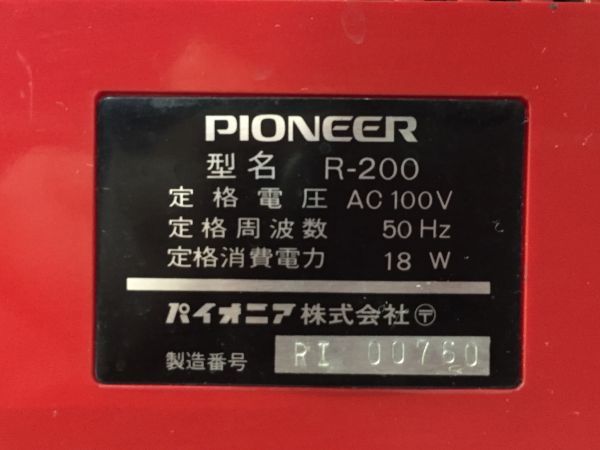 PIONEER
型名 R-200
定格電圧 AC100V
定格周波数 50Hz
定格消費電力 18 W
パイオニア株式会社〶
製造番号 RI 00760